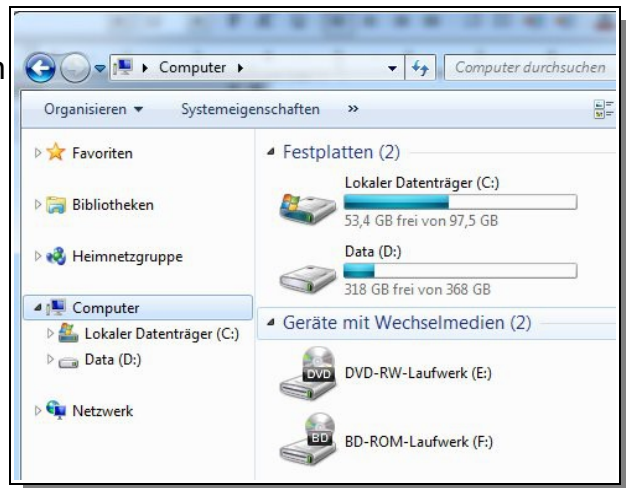 n
Computer
Computer durchsuchen
Organisieren Systemeigenschaften »
Favoriten
Bibliotheken
Heimnetzgruppe
Computer
Lokaler Datenträger (C:)
Data (D:)
Netzwerk
Festplatten (2)
Lokaler Datenträger (C:)
53,4 GB frei von 97,5 GB
Data (D:)
318 GB frei von 368 GB
Geräte mit Wechselmedien (2)
DVD
DVD-RW-Laufwerk (E:)
BD
BD-ROM-Laufwerk (F:)